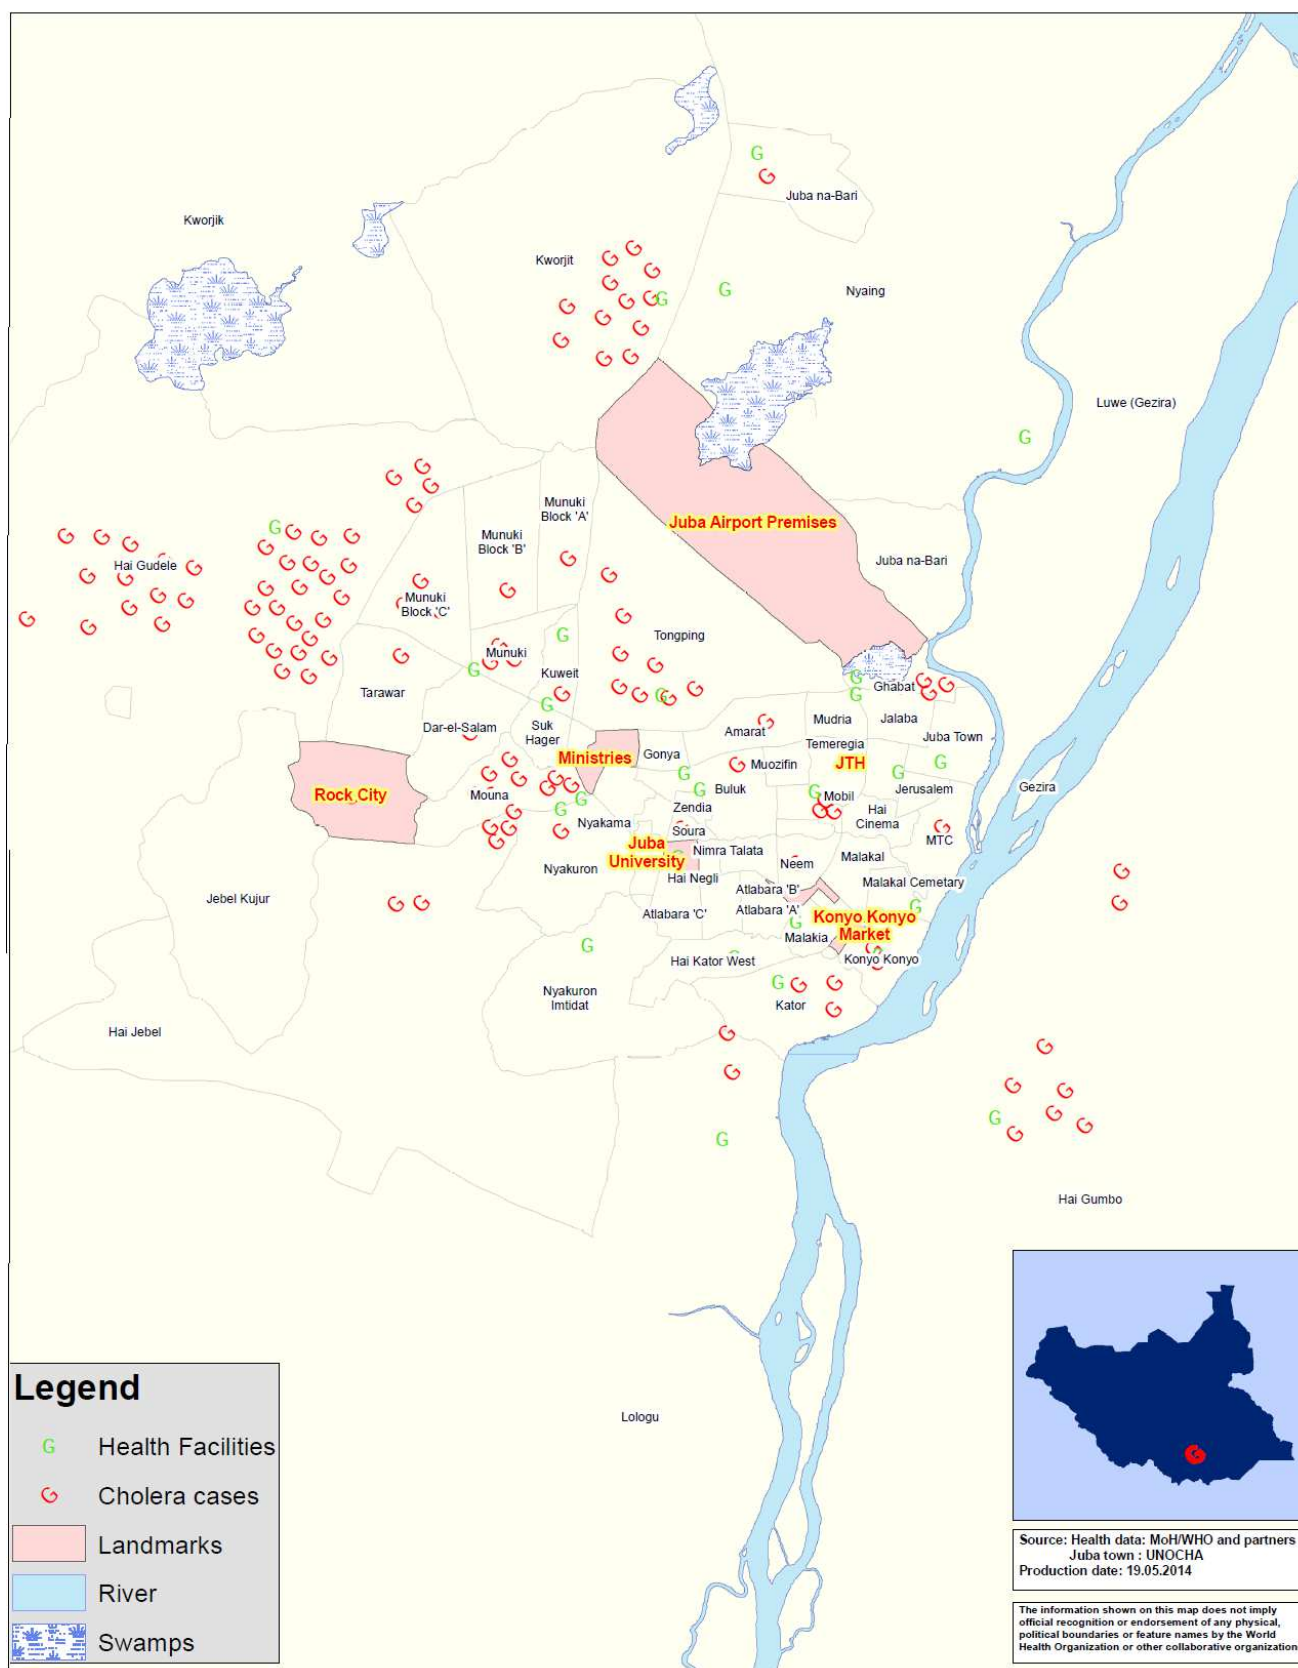 Juba na-Bari
Kworjik
Kworjit
Nyaing
Luwe (Gezira)
Munuki
Block 'A'
Munuki
Block 'B'
Juba Airport Premises
Hai Gudele
Juba na-Bari
Munuki
Block 'C'
Tongping
Munuki
Kuweit
Tarawar
Ghabat
Dar-el-Salam
Suk
Hager
Amarat
Mudria
Jalaba
Juba Town
Temeregia
Ministries
Gonya
Muozifin
JTH
Rock City
Mouna
Buluk
Mobil
Jerusalem
Gezira
Zendia
Hai
Cinema
Nyakama
Soura
MTC
Juba
University
Nimra Talata
Neem
Malakal
Nyakuron
Hai Negli
Malakal Cemetary
Jebel Kujur
Atlabara 'B'
Atlabara 'C'
Atlabara 'A'
Konyo Konyo
Market
Malakia
Hai Kator West
Konyo Konyo
Nyakuron
Imtidat
Kator
Hai Jebel
Hai Gumbo
Lologu
Legend
G Health Facilities
G Cholera cases
Landmarks
River
Swamps
Source: Health data: MoH/WHO and partners
Juba town : UNOCHA
Production date: 19.05.2014
The information shown on this map does not imply
official recognition or endorsement of any physical,
political boundaries or feature names by the World
Health Organization or other collaborative organization